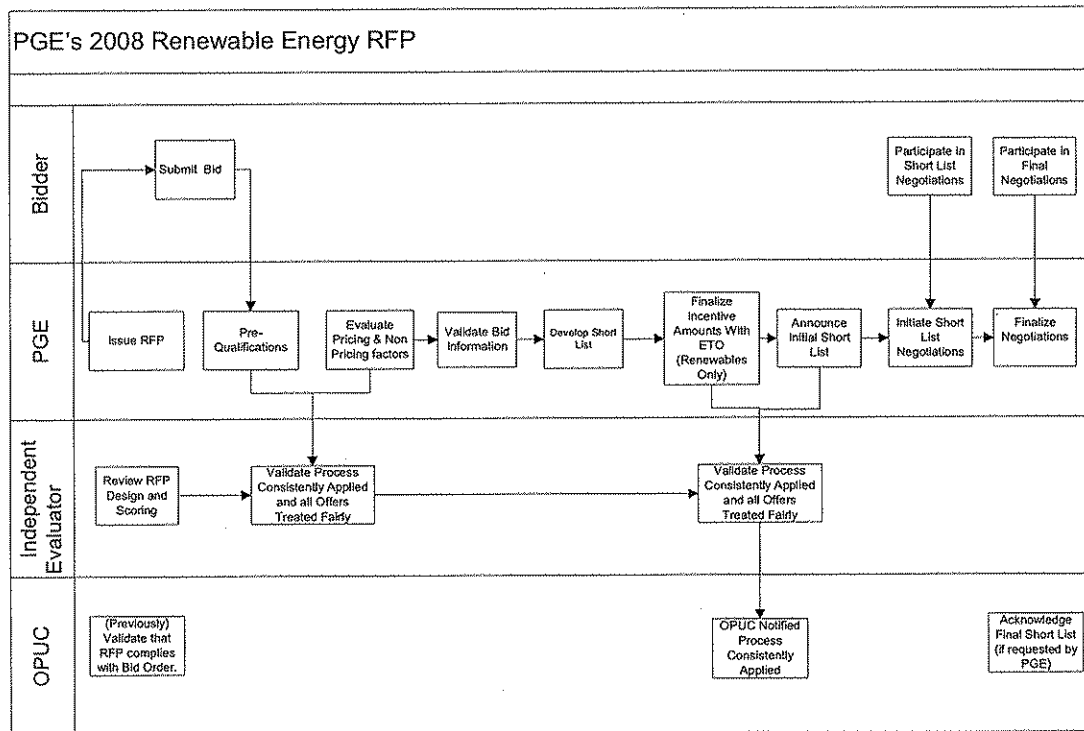 PGE's 2008 Renewable Energy RFP
Bidder
Submit Bid
Participate in
Short List
Negotiations
Participate in
Final
Negotiations
PGE
Issue RFP
Pre-
Qualifications
Evaluate
Pricing & Non
Pricing factors
Validate Bid
Information
Develop Short
List
Finalize
Incentive
Amounts With
ETO
(Renewables
Only)
Announce
Initial Short
List
Initiate Short
List
Negotiations
Finalize
Negotiations
Independent
Evaluator
Review RFP
Design and
Scoring
Validate Process
Consistently Applied
and all Offers
Treated Fairly
Validate Process
Consistently Applied
and all Offers
Treated Fairly
OPUC
(Previously)
Validate that
RFP complies
with Bid Order.
OPUC Notified
Process
Consistently
Applied
Acknowledge
Final Short List
(if requested by
PGE)